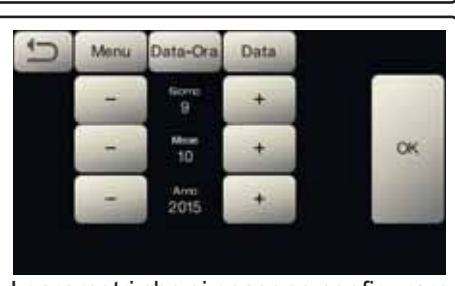 Menu Data-Ora Data
- Giorno +
9
- Mese +
10
OK
- Anno +
2015